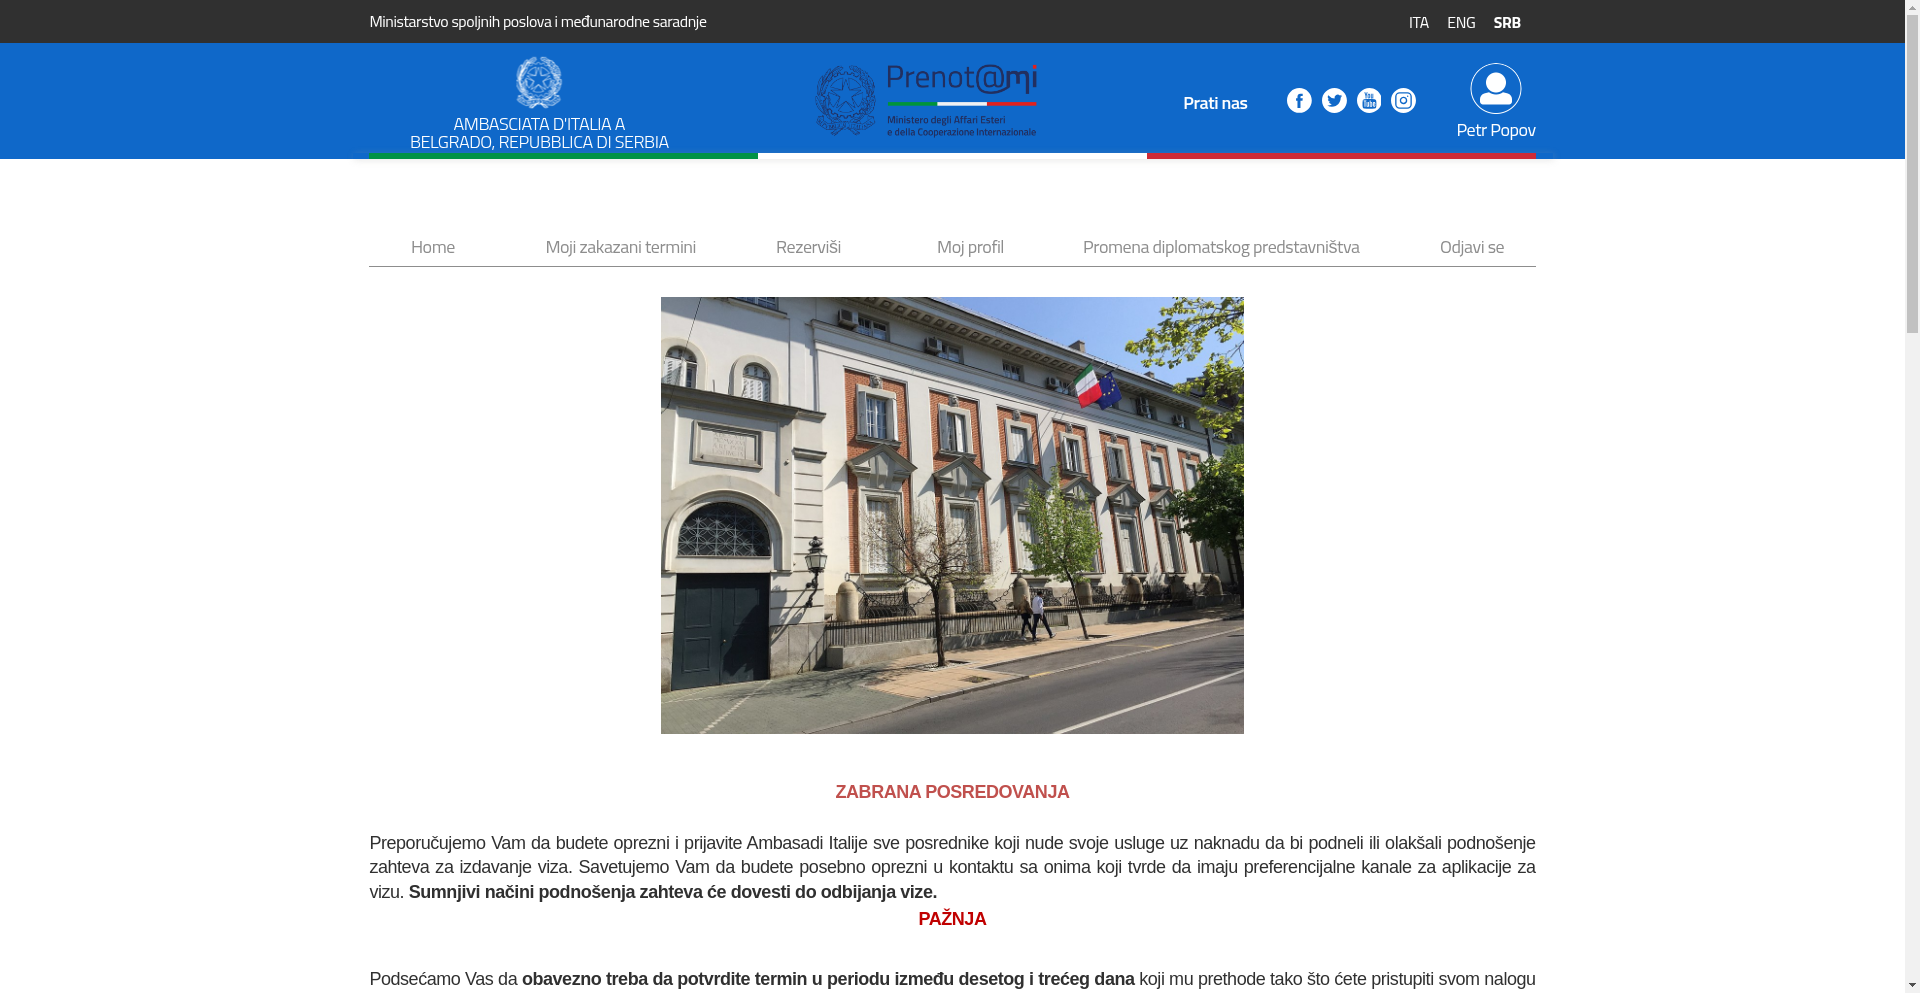 Ministarstvo spoljnih poslova i međunarodne saradnje
ITA ENG SRB
AMBASCIATA D'ITALIA A
BELGRADO, REPUBBLICA DI SERBIA
Prenot@mi
Ministero degli Affari Esteri
e della Cooperazione Internazionale
Prati nas
You
Tube
Petr Popov
Home Moji zakazani termini Rezerviši Moj profil Promena diplomatskog predstavništva Odjavi se
ZABRANA POSREDOVANJA
Preporučujemo Vam da budete oprezni i prijavite Ambasadi Italije sve posrednike koji nude svoje usluge uz naknadu da bi podneli ili olakšali podnošenje
zahteva za izdavanje viza. Savetujemo Vam da budete posebno oprezni u kontaktu sa onima koji tvrde da imaju preferencijalne kanale za aplikacije za
vizu. Sumnjivi načini podnošenja zahteva će dovesti do odbijanja vize.
PAŽNJA
Podsećamo Vas da obavezno treba da potvrdite termin u periodu između desetog i trećeg dana koji mu prethode tako što ćete pristupiti svom nalogu